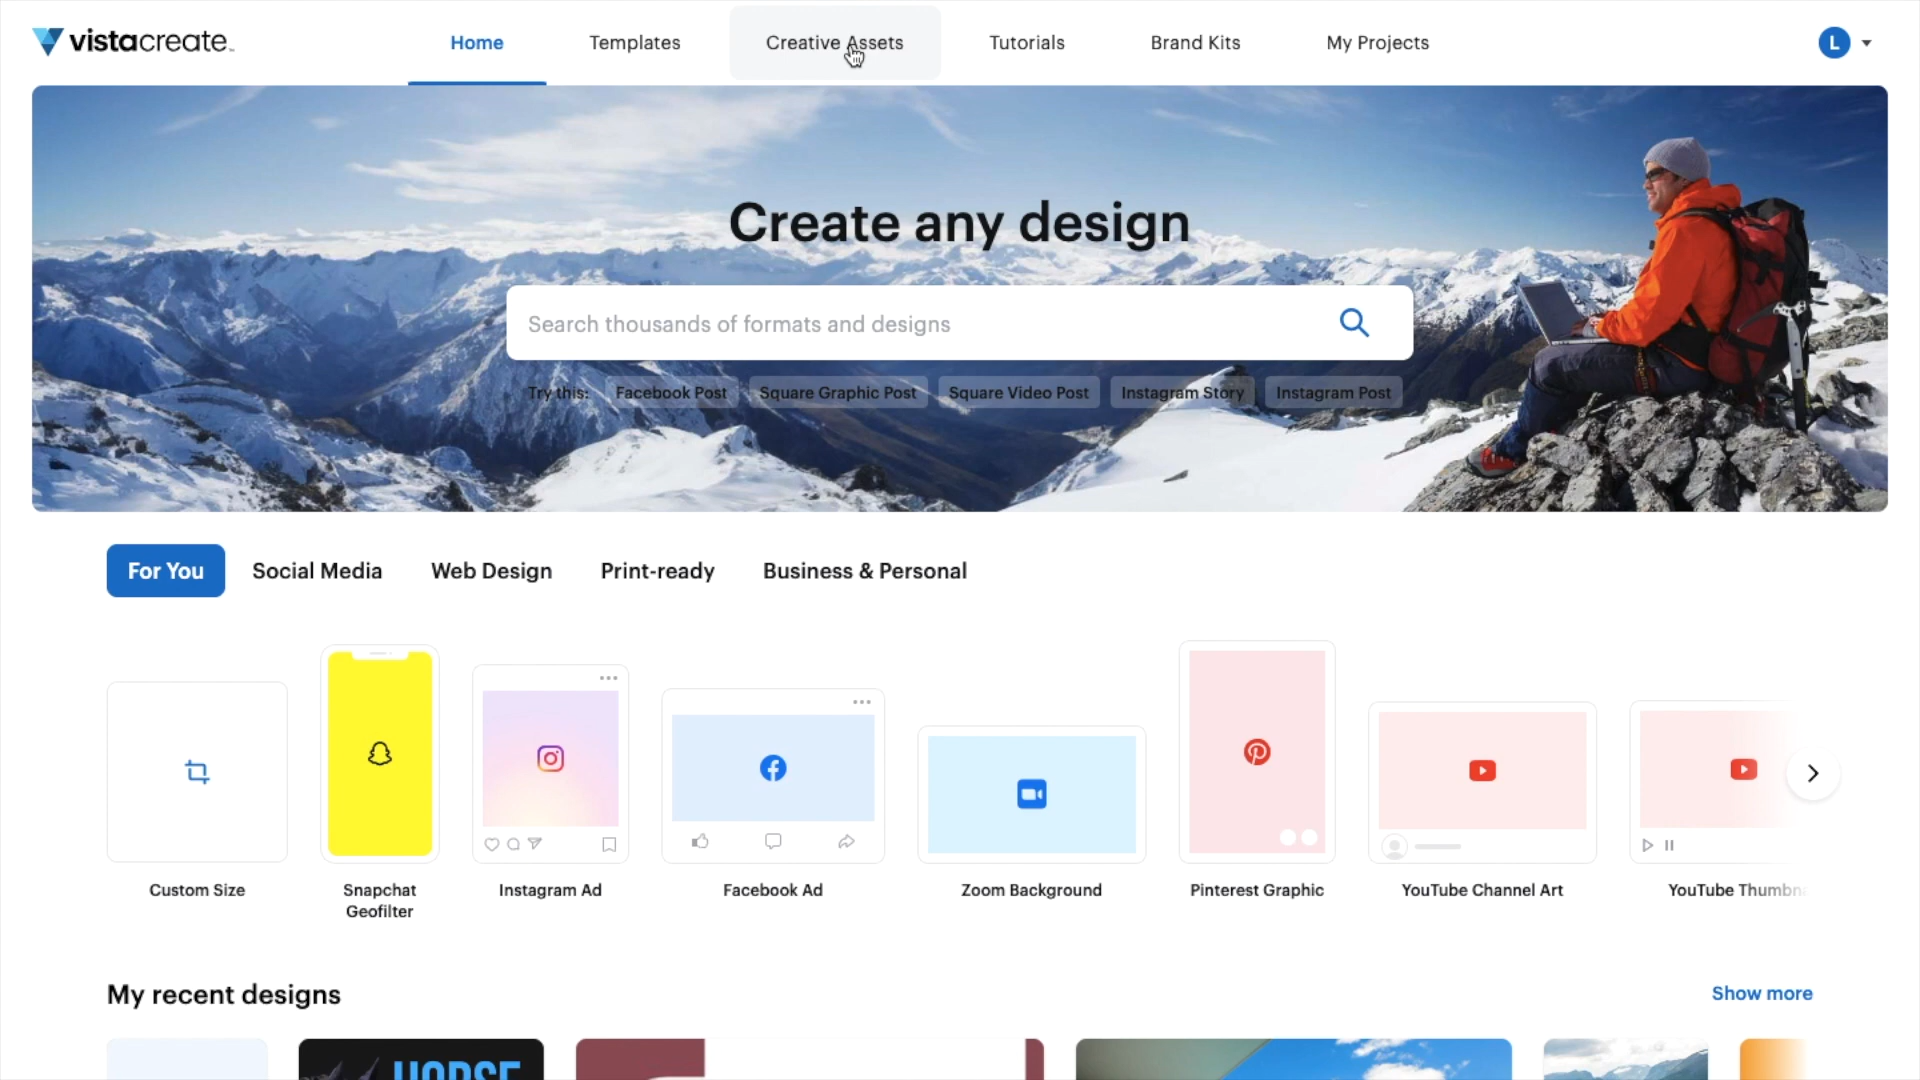 vistacreate
Home
Templates
Creative Assets
Tutorials
Brand Kits
My Projects
L
Create any design
Search thousands of formats and designs
Try this:
Facebook Post
Square Graphic Post
Square Video Post
Instagram Story
Instagram Post
For You
Social Media
Web Design
Print-ready
Business & Personal
Custom Size
Snapchat
Geofilter
Instagram Ad
Facebook Ad
Zoom Background
Pinterest Graphic
YouTube Channel Art
YouTube Thumbn
My recent designs
Show more
HORSE